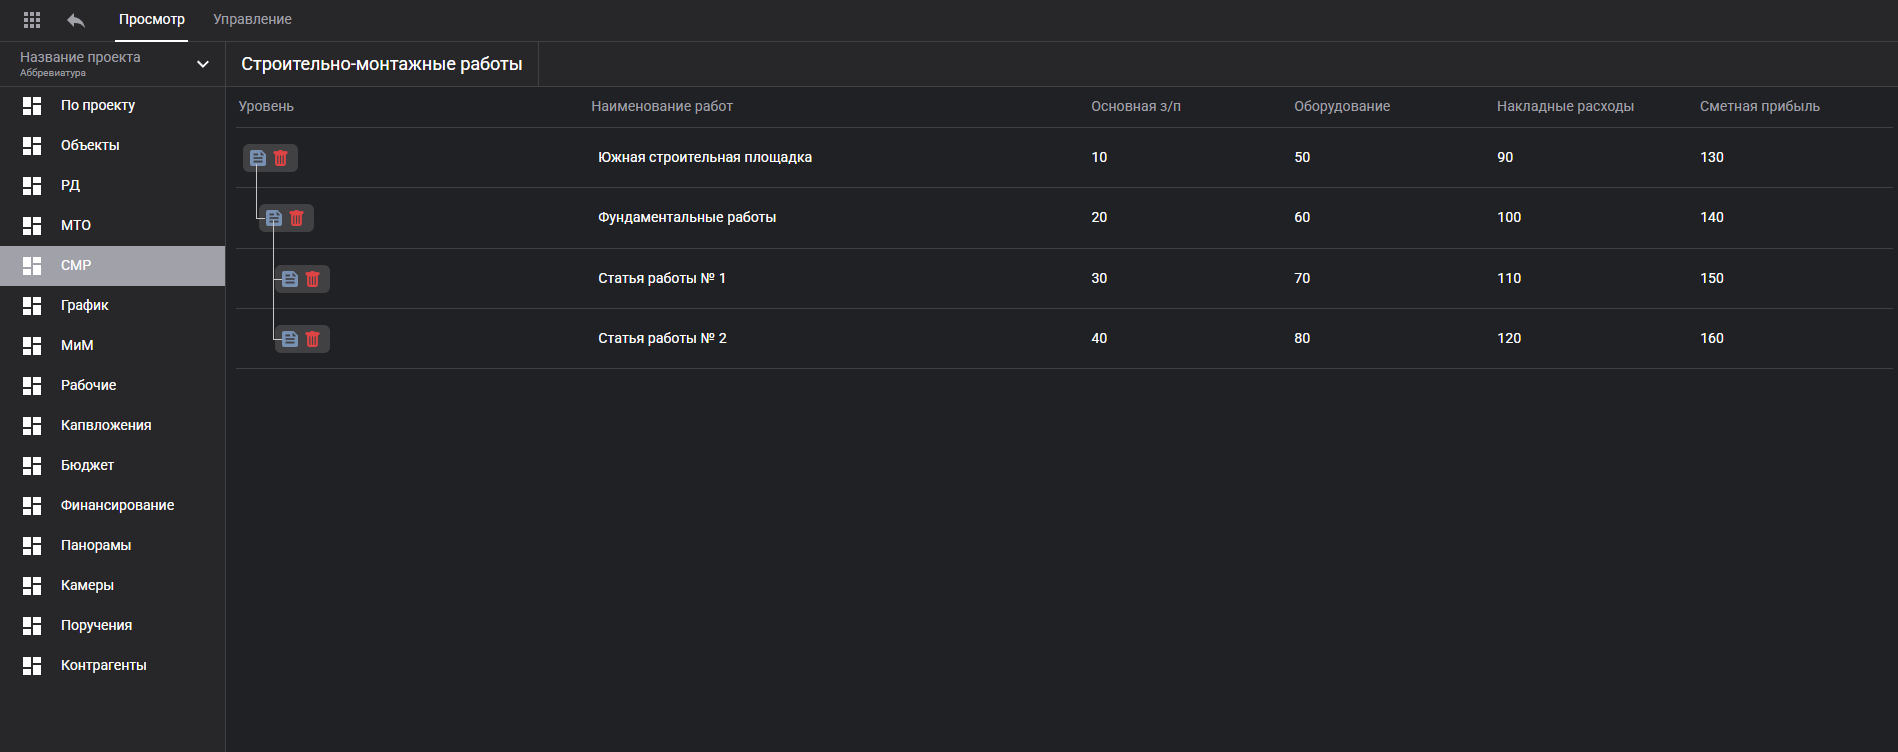 Просмотр Управление
Название проекта
Аббревиатура
Строительно-монтажные работы
По проекту
Объекты
РД
МТО
СМР
График
МиМ
Рабочие
Капвложения
Бюджет
Финансирование
Панорамы
Камеры
Поручения
Контрагенты
Уровень Наименование работ Основная з/п Оборудование Накладные расходы Сметная прибыль
Южная строительная площадка 10 50 90 130
Фундаментальные работы 20 60 100 140
Статья работы № 1 30 70 110 150
Статья работы № 2 40 80 120 160